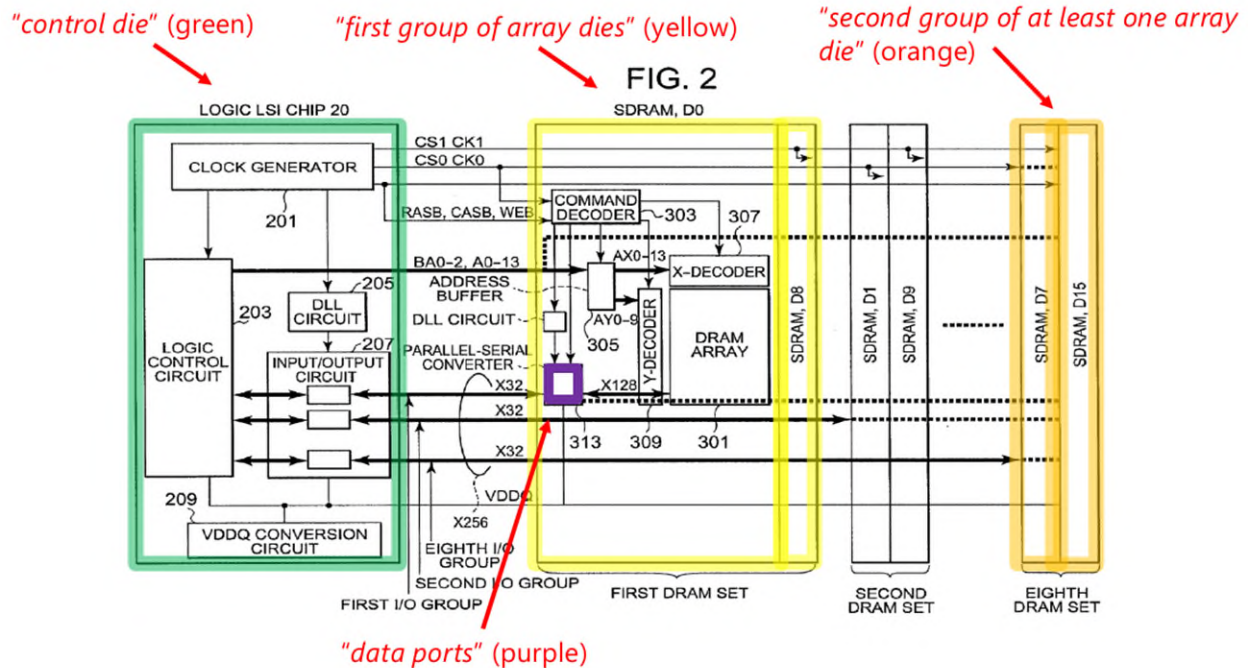 "control die" (green)
"first group of array dies" (yellow)
"second group of at least one array
die" (orange)
FIG. 2
LOGIC LSI CHIP 20
SDRAM, D0
CLOCK GENERATOR
201
CS1 CK1
CS0 CK0
RASB, CASB, WEB
COMMAND
DECODER
303
307
BA0-2, A0-13
AX0-13
X-DECODER
ADDRESS
BUFFER
AY0-9
305
203
205
DLL
CIRCUIT
DLL CIRCUIT
LOGIC
CONTROL
CIRCUIT
207
INPUT/OUTPUT
CIRCUIT
PARALLEL-SERIAL
CONVERTER
Y-DECODER
DRAM
ARRAY
SDRAM, D8
SDRAM, D1
SDRAM, D9
SDRAM, D7
SDRAM, D15
X32
X128
X32
313
309
301
X32
VDDQ
209
VDDQ CONVERSION
CIRCUIT
X256
EIGHTH I/O
GROUP
SECOND I/O GROUP
FIRST I/O GROUP
FIRST DRAM SET
SECOND
DRAM SET
EIGHTH
DRAM SET
"data ports" (purple)